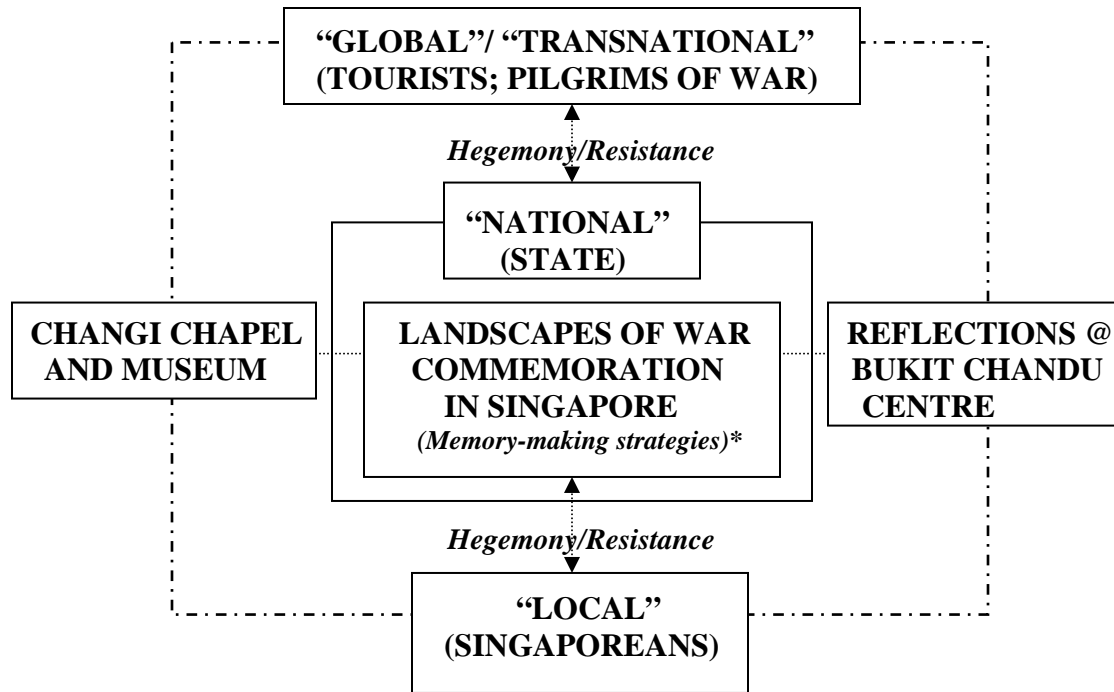 “GLOBAL”/ “TRANSNATIONAL”
(TOURISTS; PILGRIMS OF WAR)
Hegemony/Resistance
“NATIONAL”
(STATE)
CHANGI CHAPEL
AND MUSEUM
LANDSCAPES OF WAR
COMMEMORATION
IN SINGAPORE
(Memory-making strategies)*
REFLECTIONS @
BUKIT CHANDU
CENTRE
Hegemony/Resistance
“LOCAL”
(SINGAPOREANS)